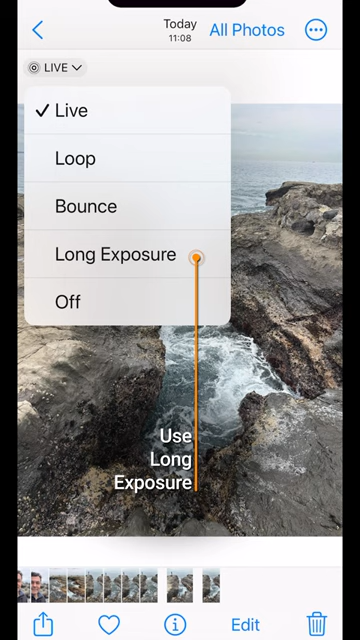 Today
All Photos
11:08
LIVE
Live
Loop
Bounce
Long Exposure
Off
Use
Long
Exposure
Edit